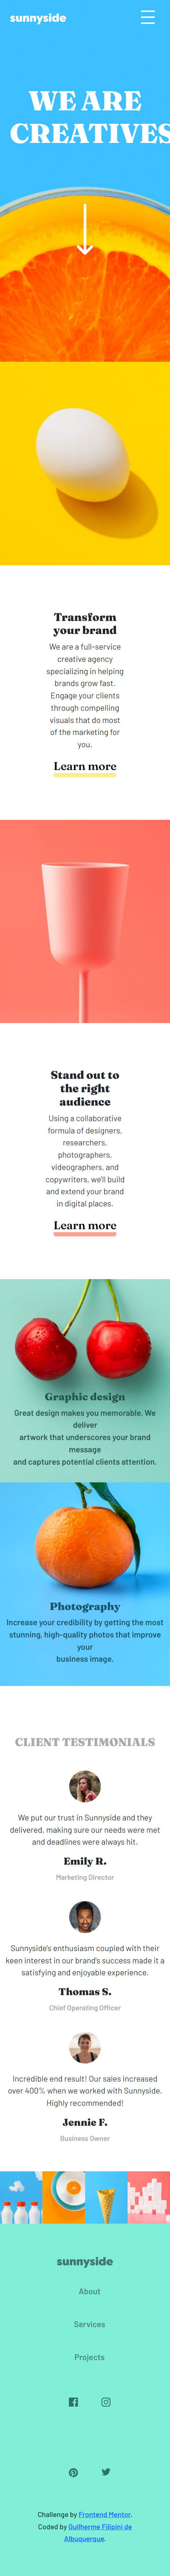 sunnyside
WE ARE
CREATIVES
Transform
your brand
We are a full-service
creative agency
specializing in helping
brands grow fast.
Engage your clients
through compelling
visuals that do most
of the marketing for
you.
Learn more
Stand out to
the right
audience
Using a collaborative
formula of designers,
researchers,
photographers,
videographers, and
copywriters, we'll build
and extend your brand
in digital places.
Learn more
Graphic design
Great design makes you memorable. We
deliver
artwork that underscores your brand
message
and captures potential clients attention.
Photography
Increase your credibility by getting the most
stunning, high-quality photos that improve
your
business image.
CLIENT TESTIMONIALS
We put our trust in Sunnyside and they
delivered, making sure our needs were met
and deadlines were always hit.
Emily R.
Marketing Director
Sunnyside's enthusiasm coupled with their
keen interest in our brand's success made it a
satisfying and enjoyable experience.
Thomas S.
Chief Operating Officer
Incredible end result! Our sales increased
over 400% when we worked with Sunnyside.
Highly recommended!
Jennie F.
Business Owner
sunnyside
About
Services
Projects
Challenge by Frontend Mentor.
Coded by Guilherme Filipini de
Albuquerque.